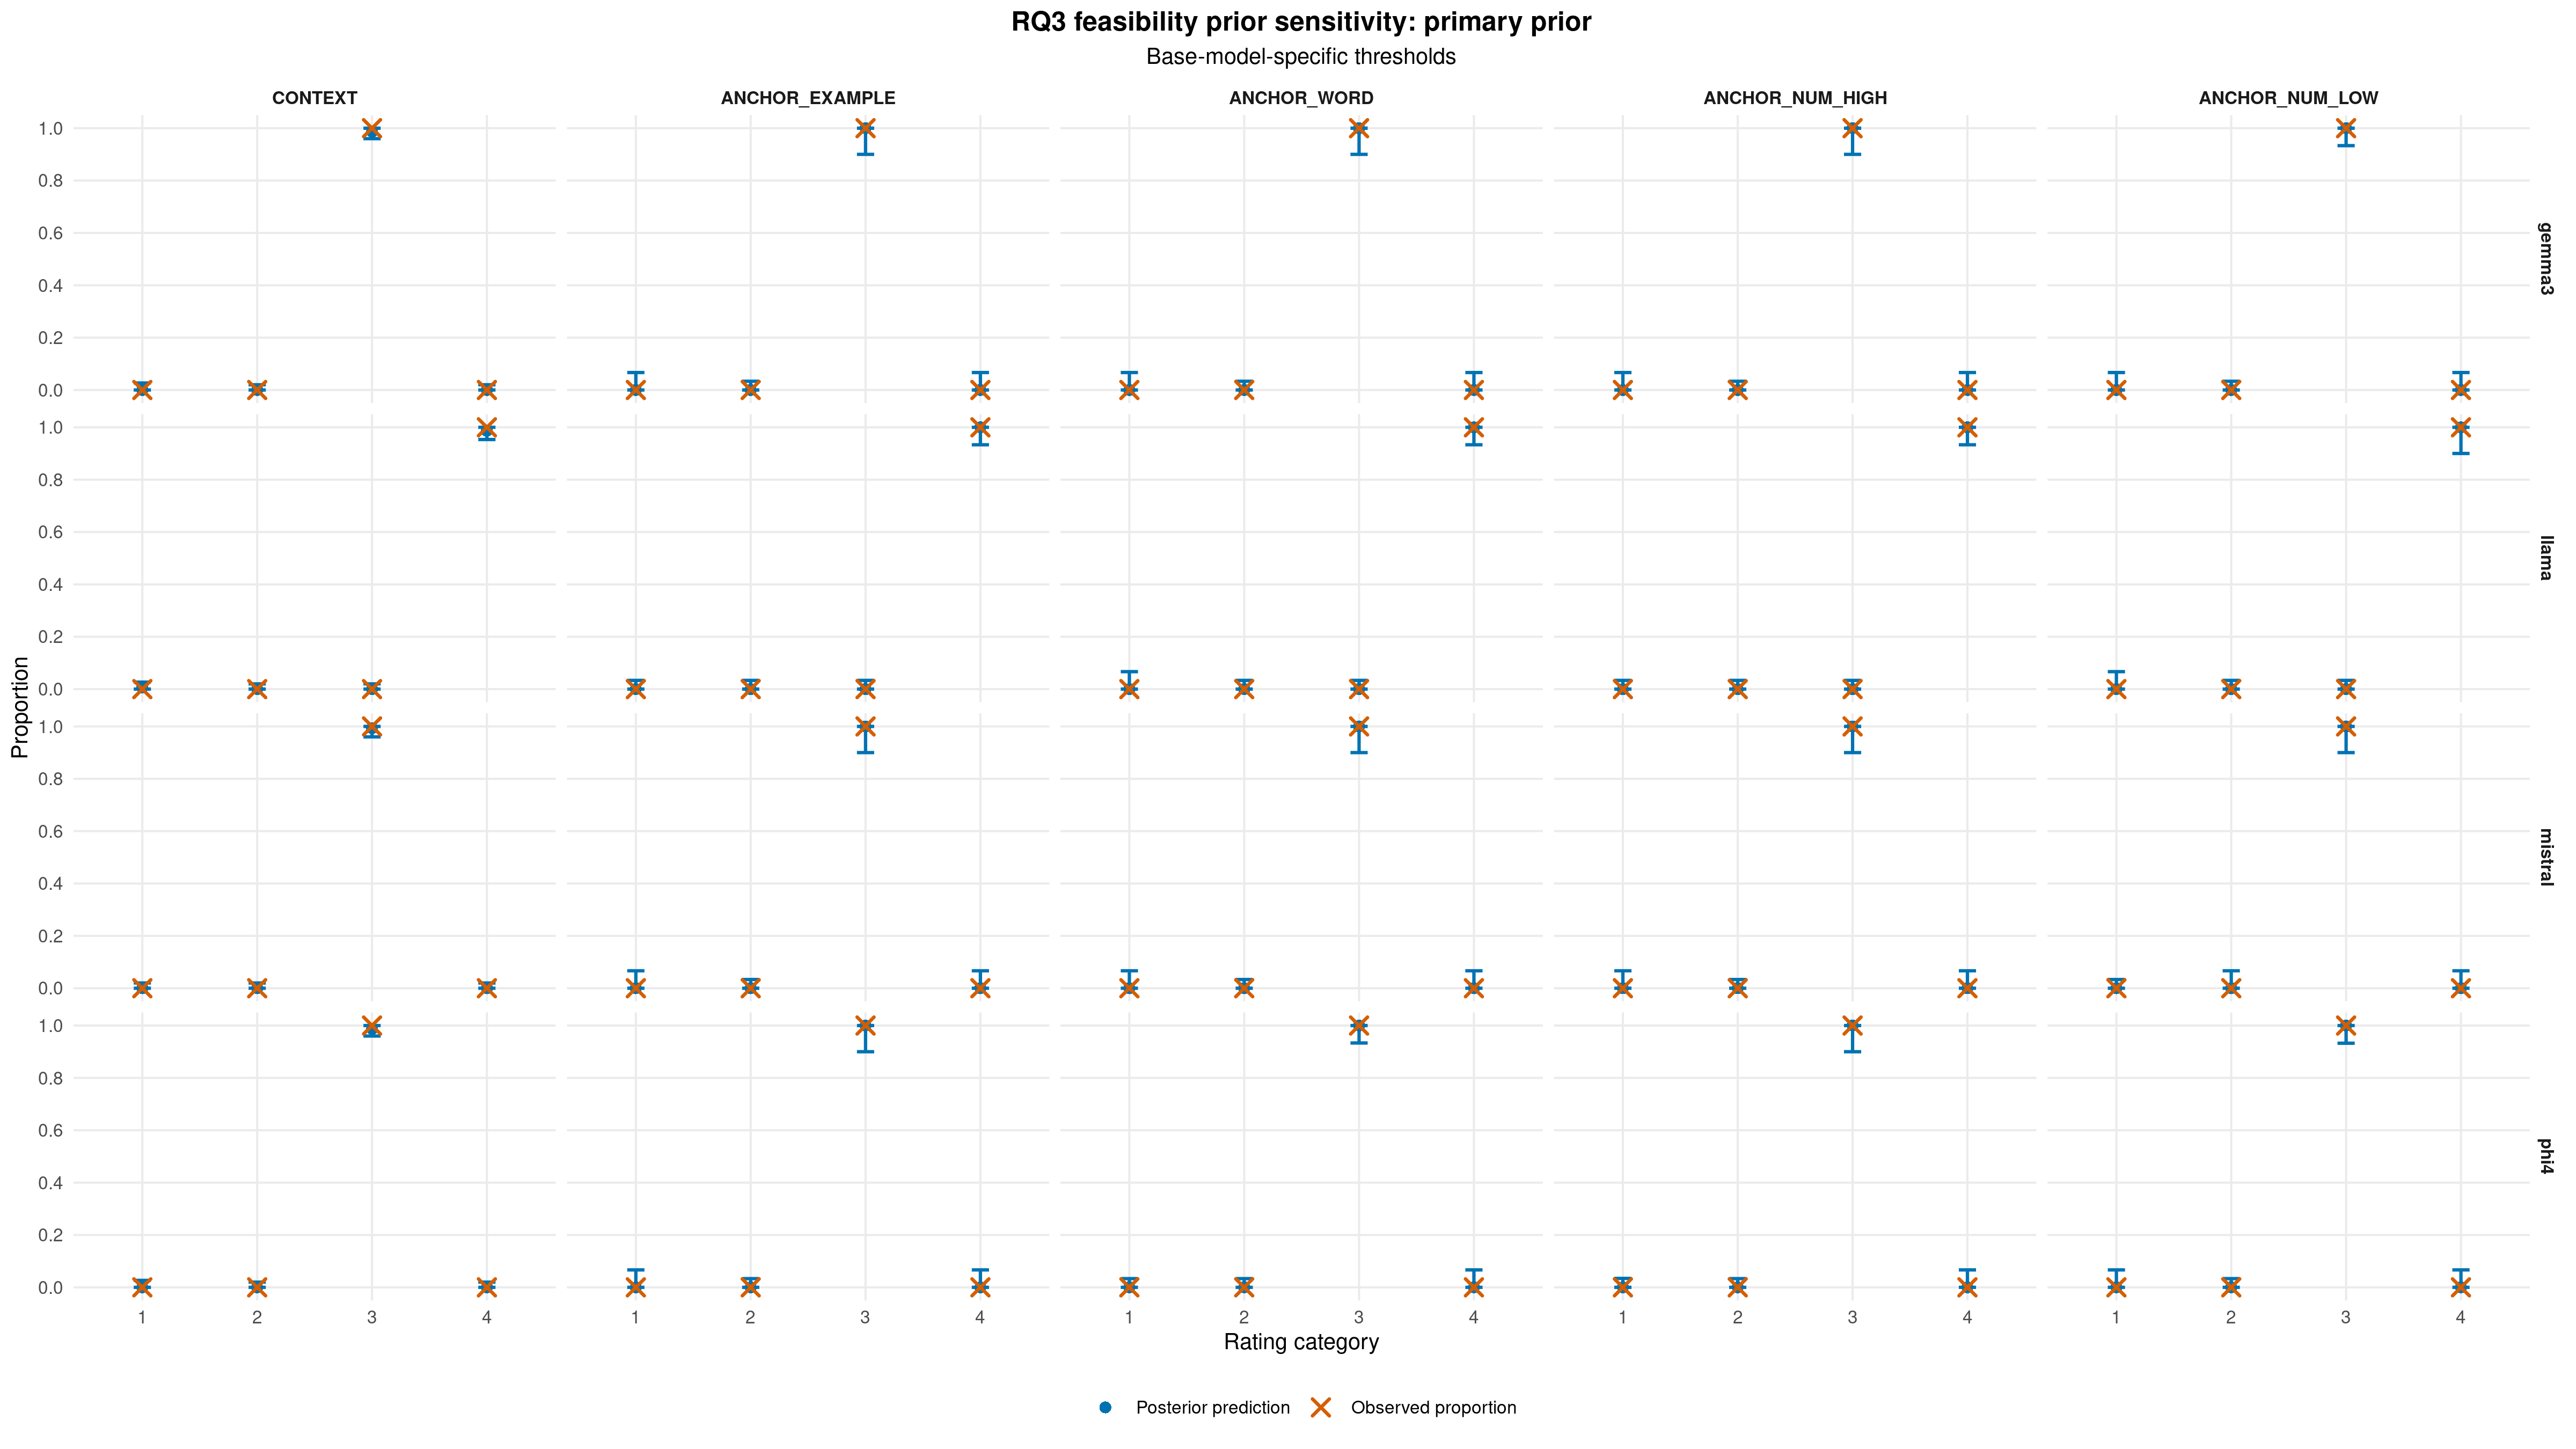 RQ3 feasibility prior sensitivity: primary prior
Base-model-specific thresholds
CONTEXT ANCHOR_EXAMPLE ANCHOR_WORD ANCHOR_NUM_HIGH ANCHOR_NUM_LOW
1.0
0.8
0.6
0.4
0.2
0.0
gemma3
1.0
0.8
0.6
0.4
0.2
0.0
llama
1.0
0.8
0.6
0.4
0.2
0.0
mistral
1.0
0.8
0.6
0.4
0.2
0.0
phi4
Proportion
1 2 3 4 1 2 3 4 1 2 3 4 1 2 3 4 1 2 3 4
Rating category
Posterior prediction Observed proportion